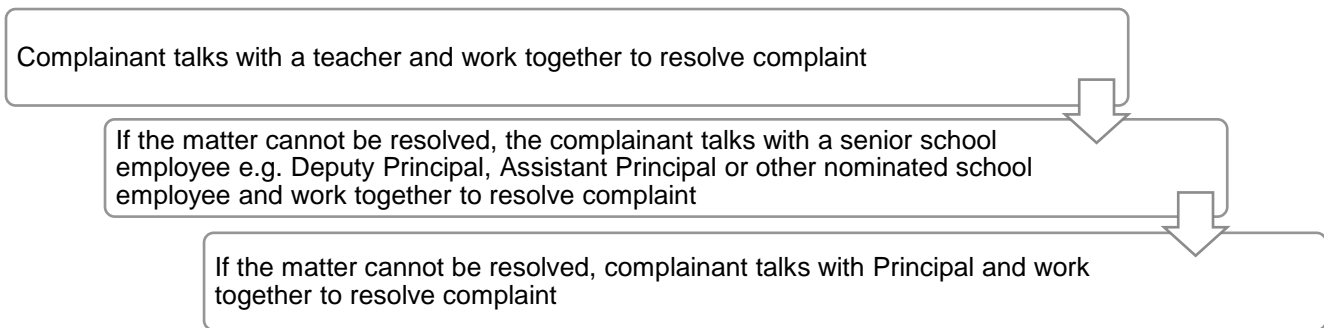 Complainant talks with a teacher and work together to resolve complaint
If the matter cannot be resolved, the complainant talks with a senior school
employee e.g. Deputy Principal, Assistant Principal or other nominated school
employee and work together to resolve complaint
If the matter cannot be resolved, complainant talks with Principal and work
together to resolve complaint